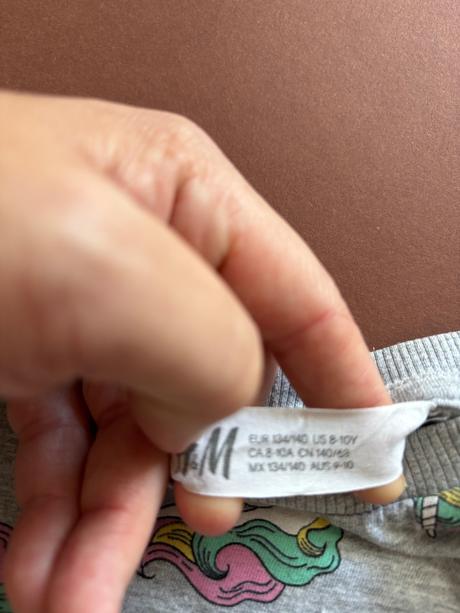 H&M
EUR 134/140 US 8-10Y
CA 8-10A CN 140/68
MX 134/140 AUS 9-10